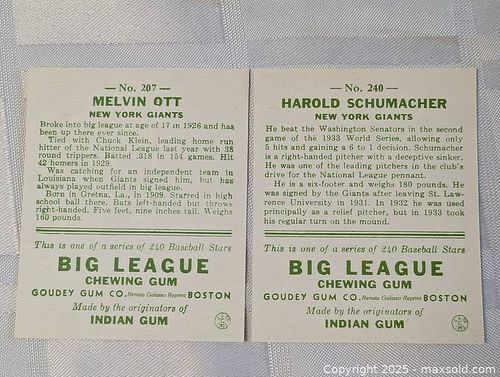 — No. 207 —
MELVIN OTT
NEW YORK GIANTS
Broke into big league at age of 17 in 1926 and has
been up there ever since.
Tied with Chuck Klein, leading home run
hitter of the National League last year with 38
round trippers. Batted .318 in 154 games. Hit
42 homers in 1929.
Was catching for an independent team in
Louisiana when Giants signed him, but has
always played outfield in big league.
Born in Gretna, La., in 1909. Starred in high
school ball there. Bats left-handed but throws
right-handed. Five feet, nine inches tall. Weighs
160 pounds.
This is one of a series of 240 Baseball Stars
BIG LEAGUE
CHEWING GUM
GOUDEY GUM CO. Renata Galasso Reprint BOSTON
Made by the originators of
INDIAN GUM
— No. 240 —
HAROLD SCHUMACHER
NEW YORK GIANTS
He beat the Washington Senators in the second
game of the 1933 World Series, allowing only
5 hits and gaining a 6 to 1 decision. Schumacher
is a right-handed pitcher with a deceptive sinker.
He was one of the leading pitchers in the club's
drive for the National League pennant.
He is a six-footer and weighs 180 pounds. He
was signed by the Giants after leaving St. Law-
rence University in 1931. In 1932 he was used
principally as a relief pitcher, but in 1933 took
his regular turn on the mound.
This is one of a series of 240 Baseball Stars
BIG LEAGUE
CHEWING GUM
GOUDEY GUM CO. Renata Galasso Reprint BOSTON
Made by the originators of
INDIAN GUM
Copyright 2025 - maxsold.com